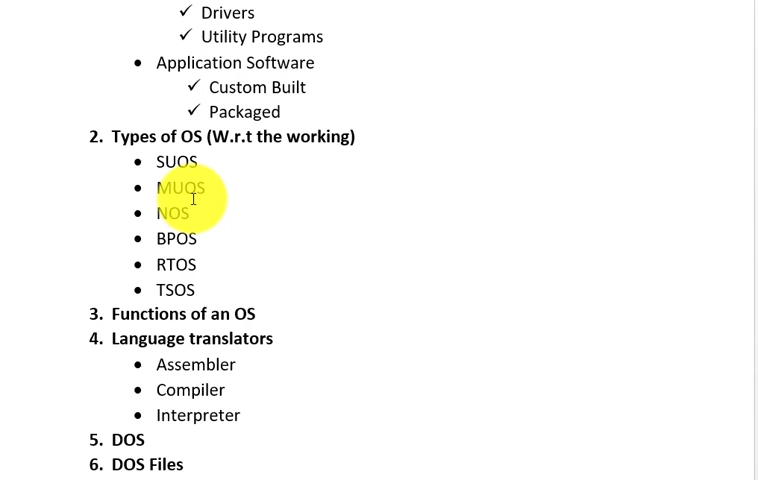 ✓ Drivers
✓ Utility Programs
• Application Software
✓ Custom Built
✓ Packaged
2. Types of OS (W.r.t the working)
• SUOS
• MUOS
• NOS
• BPOS
• RTOS
• TSOS
3. Functions of an OS
4. Language translators
• Assembler
• Compiler
• Interpreter
5. DOS
6. DOS Files